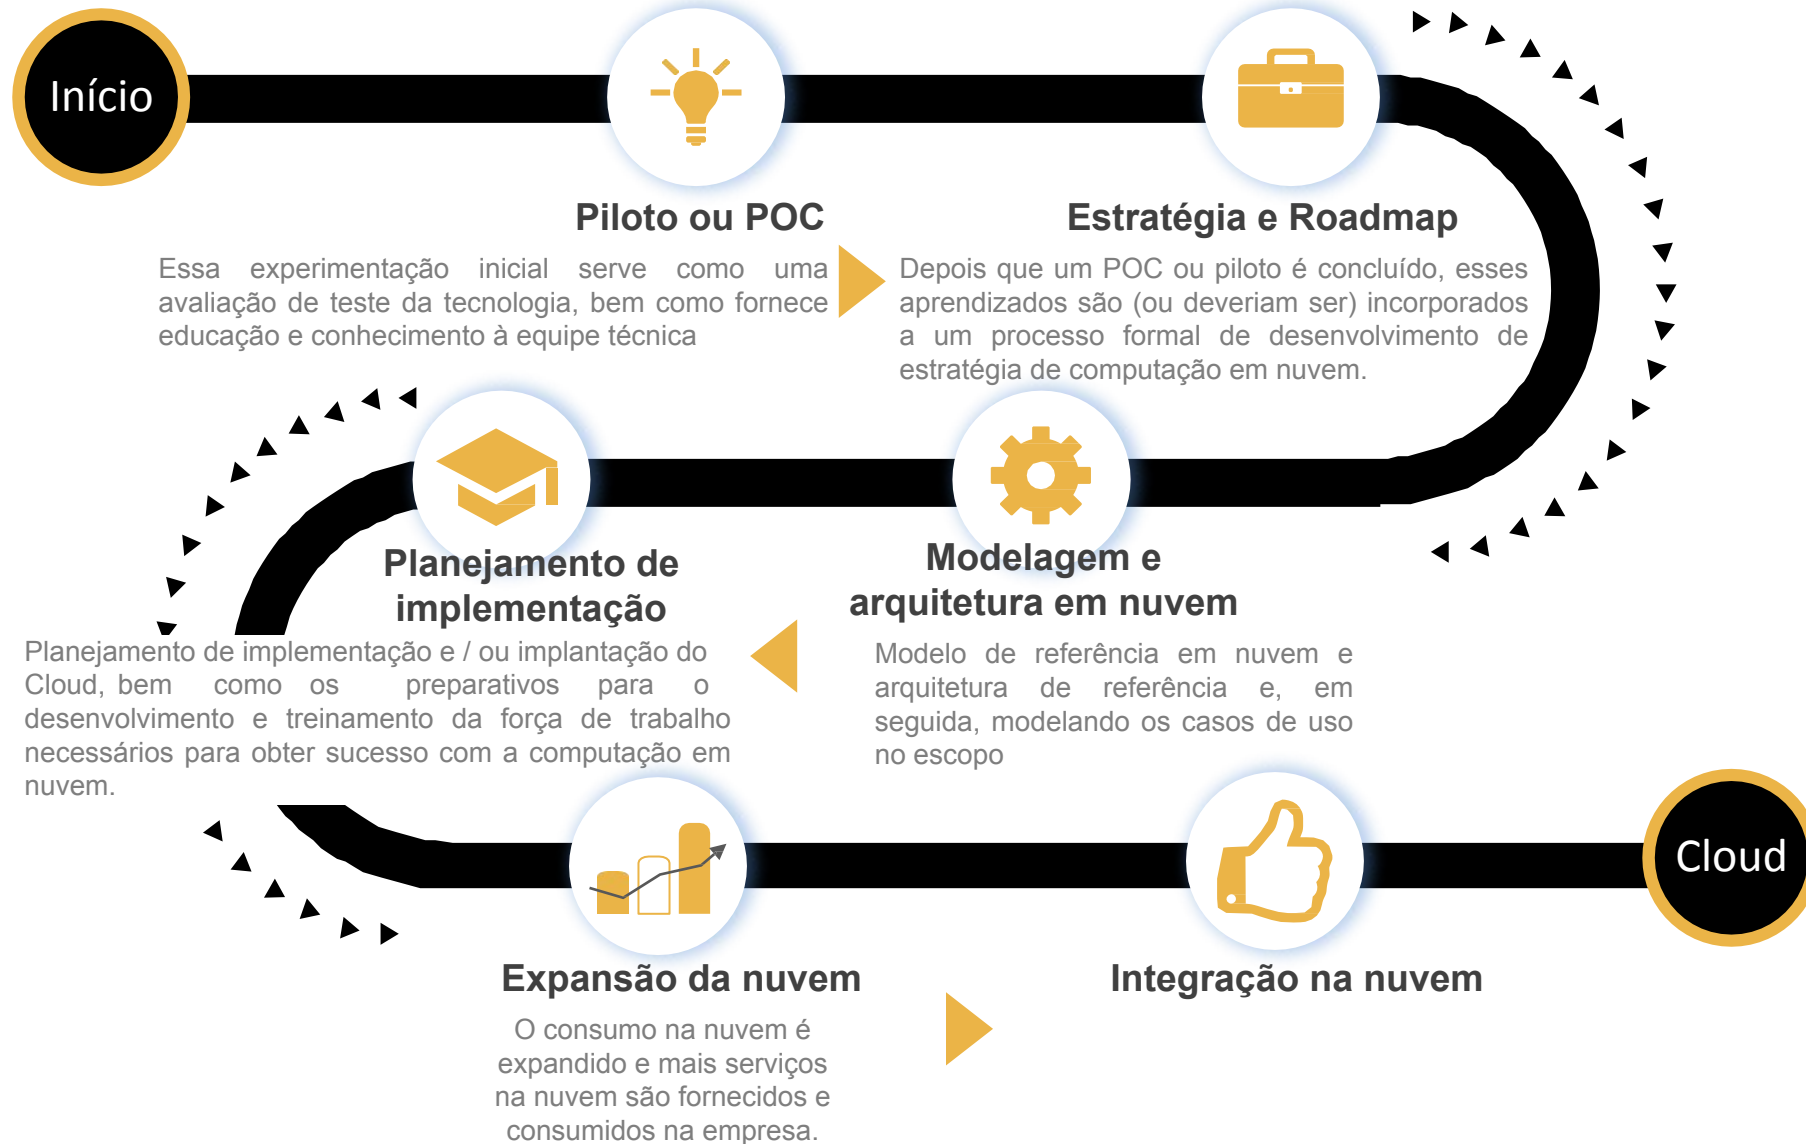 Início
Piloto ou POC
Essa experimentação inicial serve como uma
avaliação de teste da tecnologia, bem como fornece
educação e conhecimento à equipe técnica
Estratégia e Roadmap
Depois que um POC ou piloto é concluído, esses
aprendizados são (ou deveriam ser) incorporados
a um processo formal de desenvolvimento de
estratégia de computação em nuvem.
Modelagem e
arquitetura em nuvem
Modelo de referência em nuvem e
arquitetura de referência e, em
seguida, modelando os casos de uso
no escopo
Planejamento de
implementação
Planejamento de implementação e / ou implantação do
Cloud, bem como os preparativos para o
desenvolvimento e treinamento da força de trabalho
necessários para obter sucesso com a computação em
nuvem.
Expansão da nuvem
O consumo na nuvem é
expandido e mais serviços
na nuvem são fornecidos e
consumidos na empresa.
Integração na nuvem
Cloud